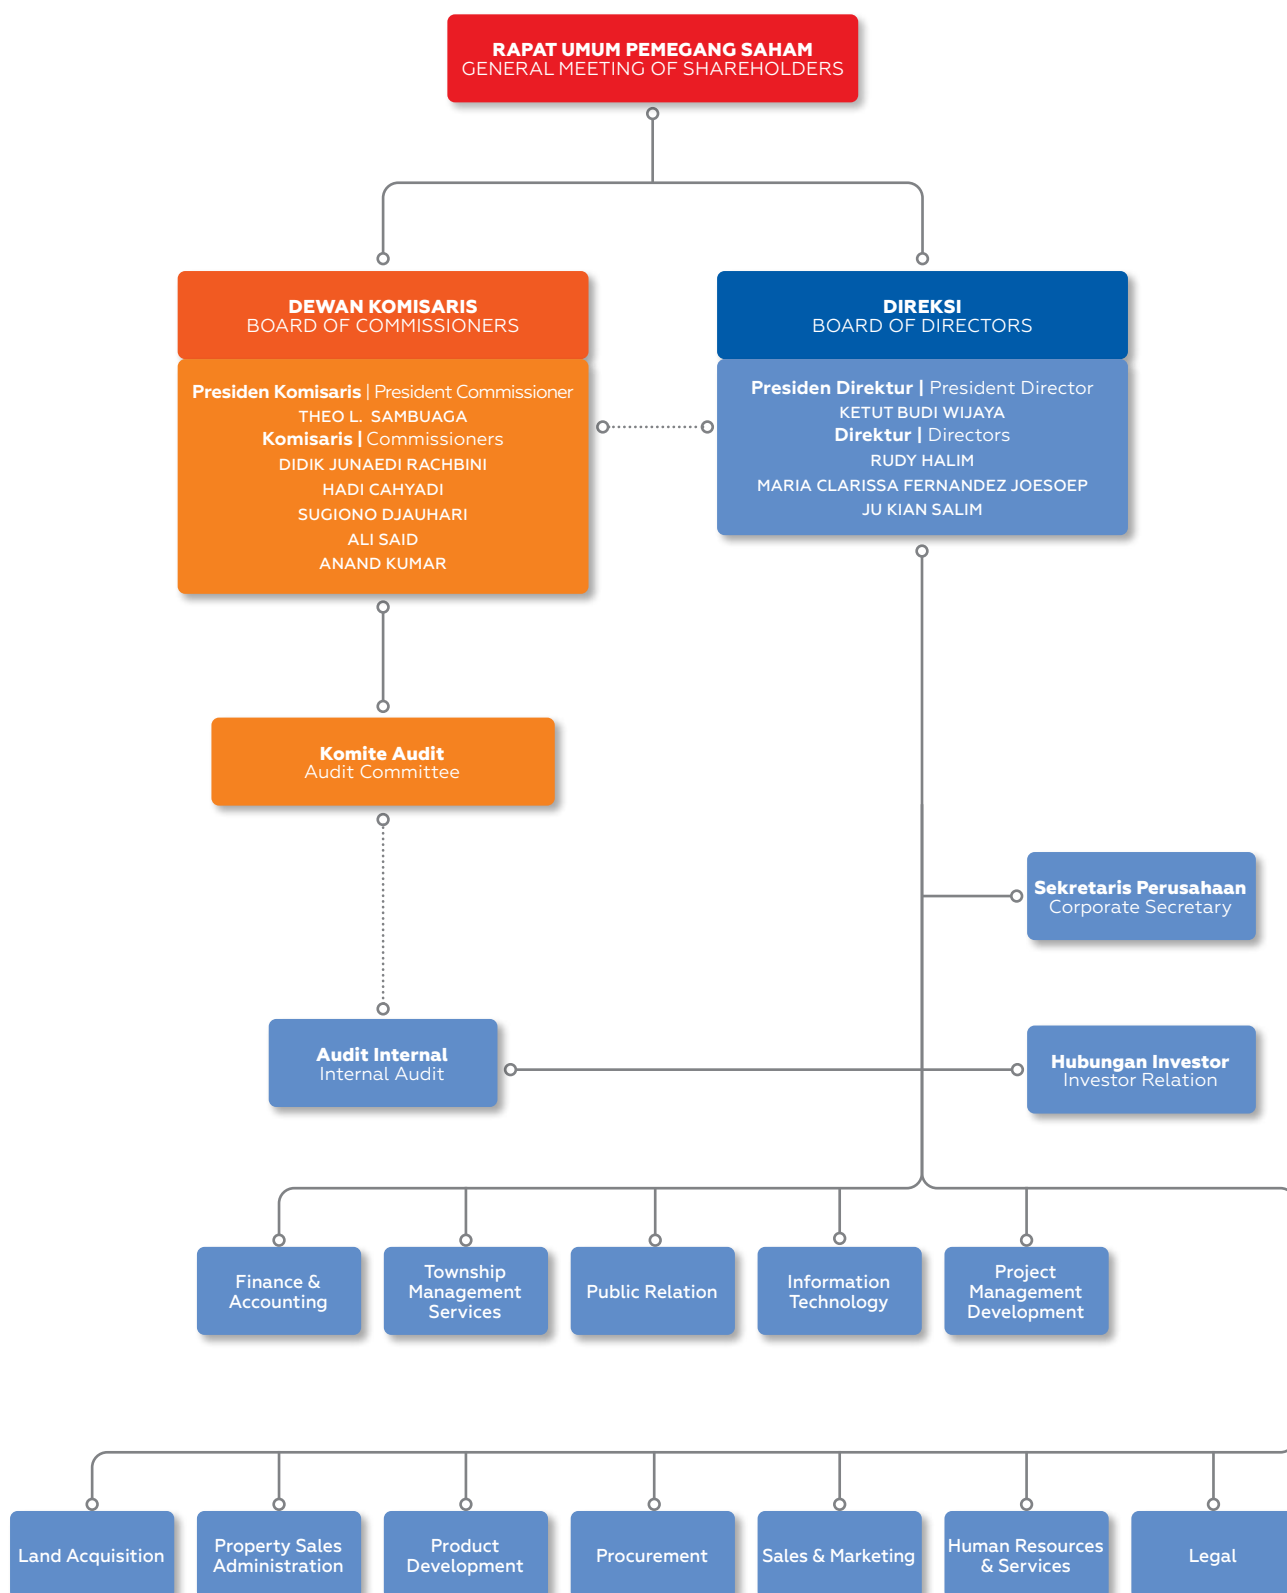 RAPAT UMUM PEMEGANG SAHAM
GENERAL MEETING OF SHAREHOLDERS
DEWAN KOMISARIS
BOARD OF COMMISSIONERS
Presiden Komisaris | President Commissioner
THEO L. SAMBUAGA
Komisaris | Commissioners
DIDIK JUNAEDI RACHBINI
HADI CAHYADI
SUGIONO DJAUHARI
ALI SAID
ANAND KUMAR
DIREKSI
BOARD OF DIRECTORS
Presiden Direktur | President Director
KETUT BUDI WIJAYA
Direktur | Directors
RUDY HALIM
MARIA CLARISSA FERNANDEZ JOESOEP
JU KIAN SALIM
Komite Audit
Audit Committee
Sekretaris Perusahaan
Corporate Secretary
Audit Internal
Internal Audit
Hubungan Investor
Investor Relation
Finance &
Accounting
Township
Management
Services
Public Relation
Information
Technology
Project
Management
Development
Land Acquisition
Property Sales
Administration
Product
Development
Procurement
Sales & Marketing
Human Resources
& Services
Legal